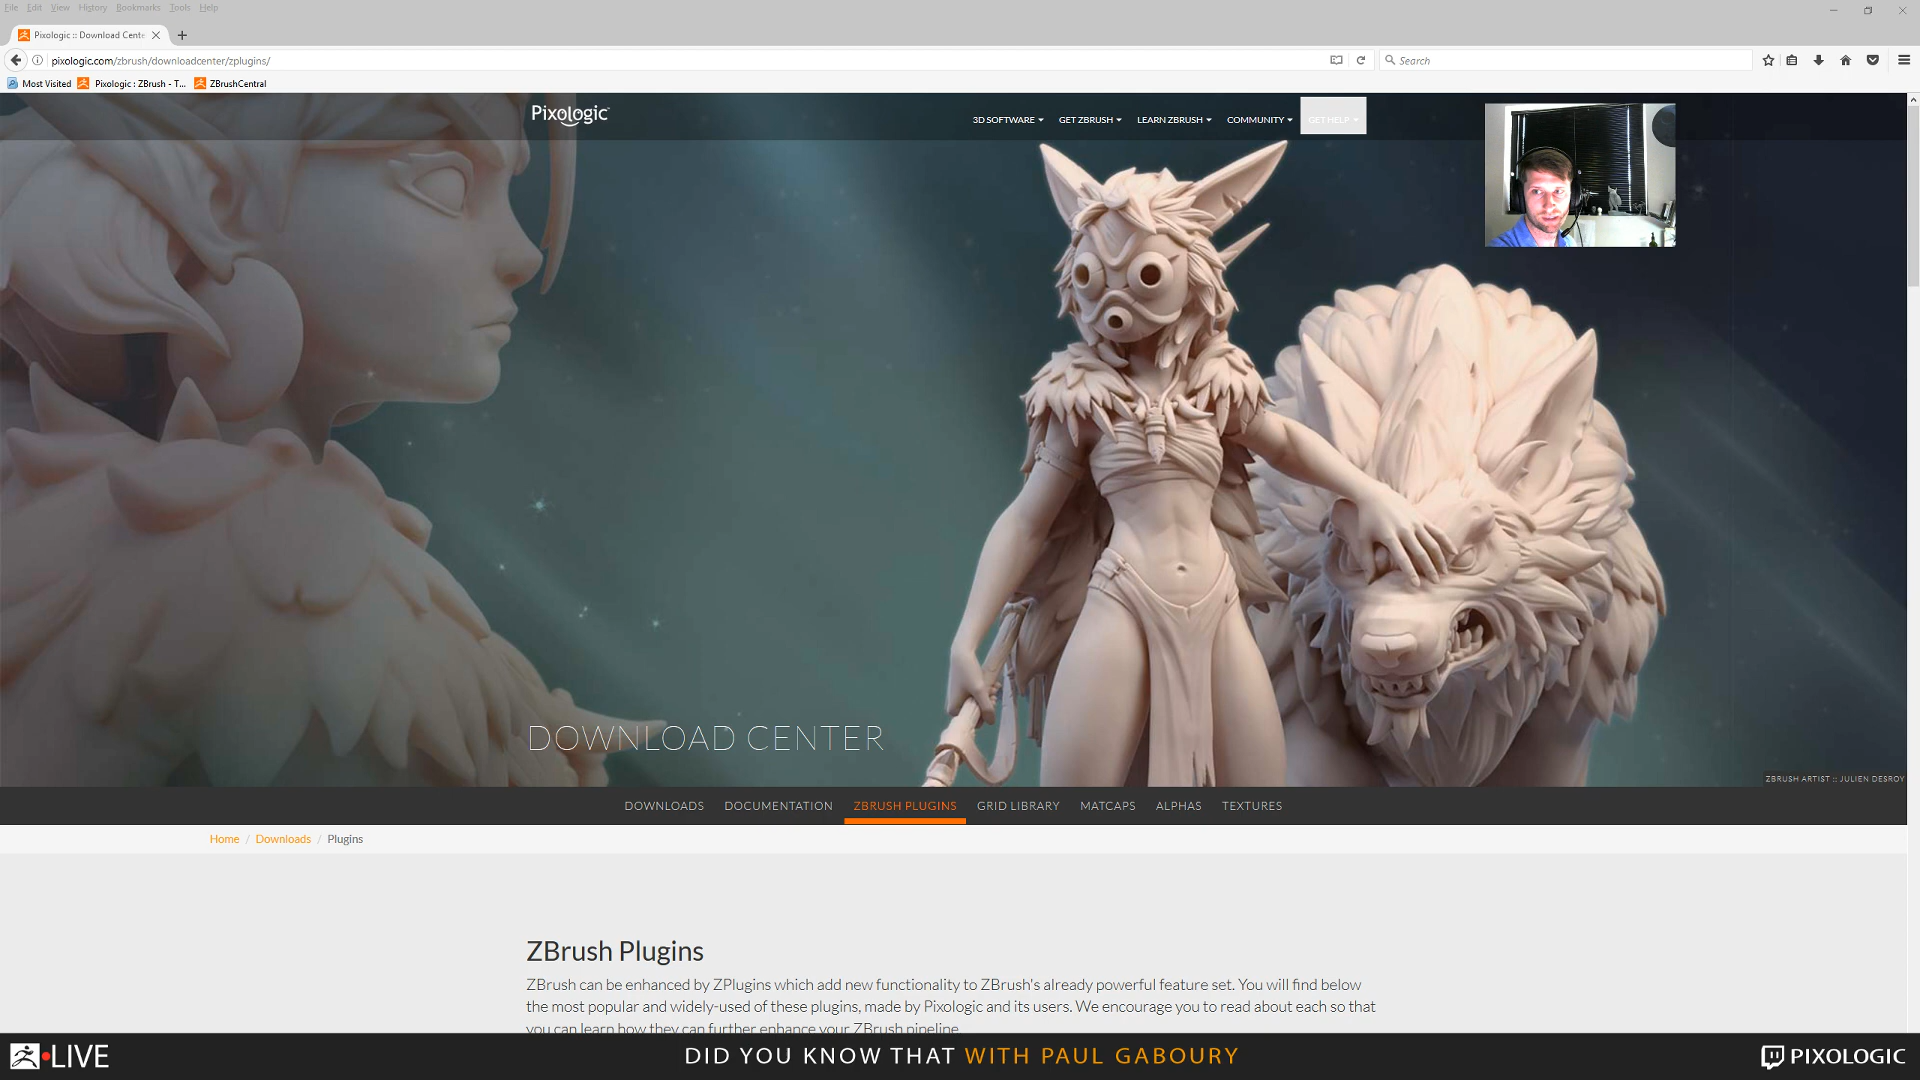 File Edit View History Bookmarks Tools Help
Pixologic :: Download Cente
pixologic.com/zbrush/downloadcenter/zplugins/
Search
Most Visited Pixologic : ZBrush - T... ZBrushCentral
Pixologic
3D SOFTWARE GET ZBRUSH LEARN ZBRUSH COMMUNITY GET HELP
DOWNLOAD CENTER
ZBRUSH ARTIST :: JULIEN DESROY
DOWNLOADS DOCUMENTATION ZBRUSH PLUGINS GRID LIBRARY MATCAPS ALPHAS TEXTURES
Home / Downloads / Plugins
ZBrush Plugins
ZBrush can be enhanced by ZPlugins which add new functionality to ZBrush's already powerful feature set. You will find below
the most popular and widely-used of these plugins, made by Pixologic and its users. We encourage you to read about each so that
you can learn how they can further enhance your ZBrush pipeline.
LIVE
DID YOU KNOW THAT WITH PAUL GABOURY
PIXOLOGIC